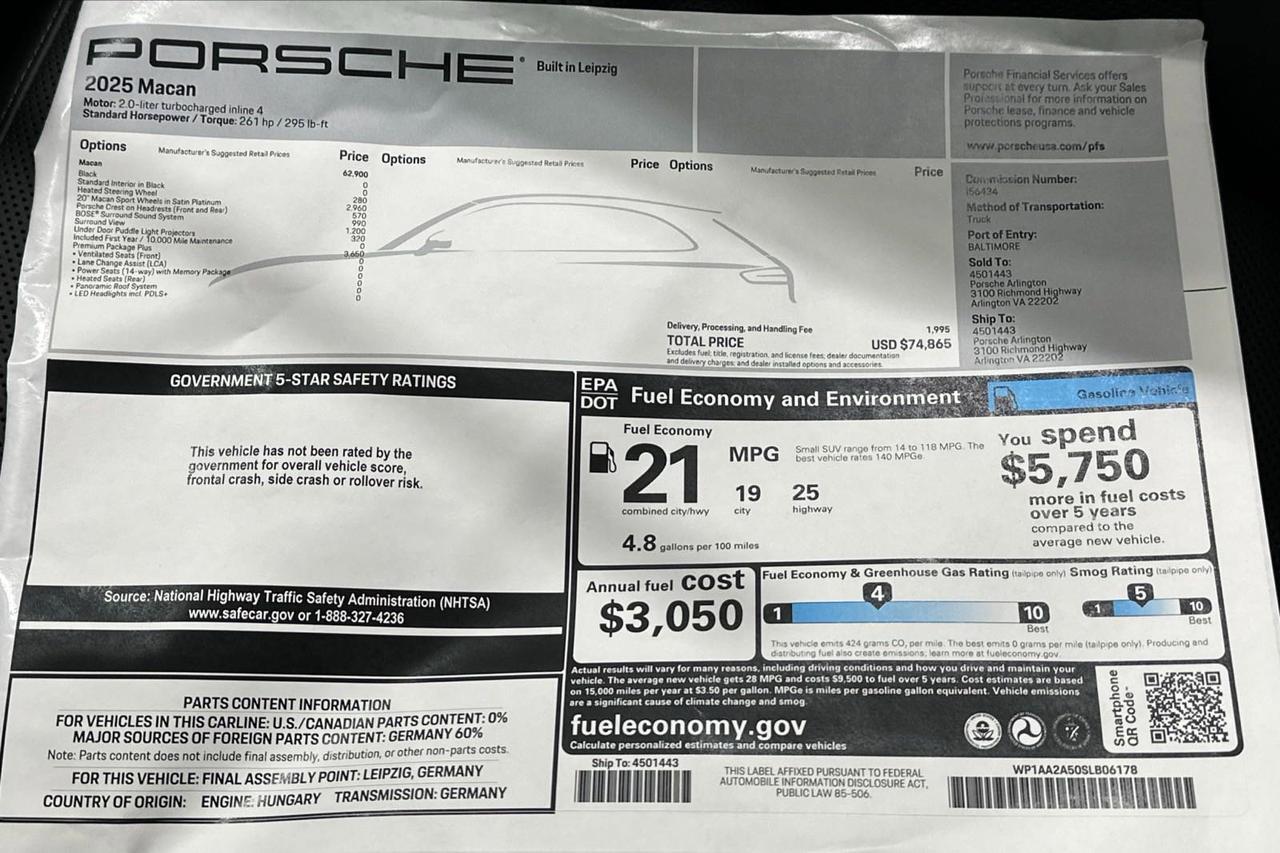 PORSCHE
Built in Leipzig
2025 Macan
Motor: 2.0-liter turbocharged inline 4
Standard Horsepower / Torque: 261 hp / 295 lb-ft
Porsche Financial Services offers
support at every turn. Ask your Sales
Professional for more information on
Porsche lease, finance and vehicle
protections programs.
www.porscheusa.com/pfs
Options Manufacturer's Suggested Retail Prices Price
Macan 62,900
Black 0
Standard Interior in Black 0
Heated Steering Wheel 280
20" Macan Sport Wheels in Satin Platinum 2,960
Porsche Crest on Headrests (Front and Rear) 570
BOSE® Surround Sound System 990
Surround View 1,200
Under Door Puddle Light Projectors 320
Included First Year / 10,000 Mile Maintenance 0
Premium Package Plus 3,650
• Ventilated Seats (Front) 0
• Lane Change Assist (LCA) 0
• Power Seats (14-way) with Memory Package 0
• Heated Seats (Rear) 0
• Panoramic Roof System 0
• LED Headlights incl. PDLS+ 0
Options Manufacturer's Suggested Retail Prices Price
Options Manufacturer's Suggested Retail Prices Price
Delivery, Processing, and Handling Fee 1,995
TOTAL PRICE USD $74,865
Excludes fuel; title, registration, and license fees; dealer documentation
and delivery charges; and dealer installed options and accessories.
Commission Number:
I56434
Method of Transportation:
Truck
Port of Entry:
BALTIMORE
Sold To:
4501443
Porsche Arlington
3100 Richmond Highway
Arlington VA 22202
Ship To:
4501443
Porsche Arlington
3100 Richmond Highway
Arlington VA 22202
GOVERNMENT 5-STAR SAFETY RATINGS
This vehicle has not been rated by the
government for overall vehicle score,
frontal crash, side crash or rollover risk.
Source: National Highway Traffic Safety Administration (NHTSA)
www.safecar.gov or 1-888-327-4236
PARTS CONTENT INFORMATION
FOR VEHICLES IN THIS CARLINE: U.S./CANADIAN PARTS CONTENT: 0%
MAJOR SOURCES OF FOREIGN PARTS CONTENT: GERMANY 60%
Note: Parts content does not include final assembly, distribution, or other non-parts costs.
FOR THIS VEHICLE: FINAL ASSEMBLY POINT: LEIPZIG, GERMANY
COUNTRY OF ORIGIN: ENGINE: HUNGARY TRANSMISSION: GERMANY
EPA
DOT
Fuel Economy and Environment
Gasoline Vehicle
Fuel Economy
21 MPG
combined city/hwy
19 city
25 highway
4.8 gallons per 100 miles
Small SUV range from 14 to 118 MPG. The
best vehicle rates 140 MPGe.
You spend
$5,750
more in fuel costs
over 5 years
compared to the
average new vehicle.
Annual fuel cost
$3,050
Fuel Economy & Greenhouse Gas Rating (tailpipe only)
4
1 10
Best
Smog Rating (tailpipe only)
5
1 10
Best
This vehicle emits 424 grams CO, per mile. The best emits 0 grams per mile (tailpipe only). Producing and
distributing fuel also create emissions; learn more at fueleconomy.gov.
Actual results will vary for many reasons, including driving conditions and how you drive and maintain your
vehicle. The average new vehicle gets 28 MPG and costs $9,500 to fuel over 5 years. Cost estimates are based
on 15,000 miles per year at $3.50 per gallon. MPGe is miles per gasoline gallon equivalent. Vehicle emissions
are a significant cause of climate change and smog.
fueleconomy.gov
Calculate personalized estimates and compare vehicles
Smartphone
QR Code™
Ship To: 4501443
THIS LABEL AFFIXED PURSUANT TO FEDERAL
AUTOMOBILE INFORMATION DISCLOSURE ACT,
PUBLIC LAW 85-506.
WP1AA2A50SLB06178